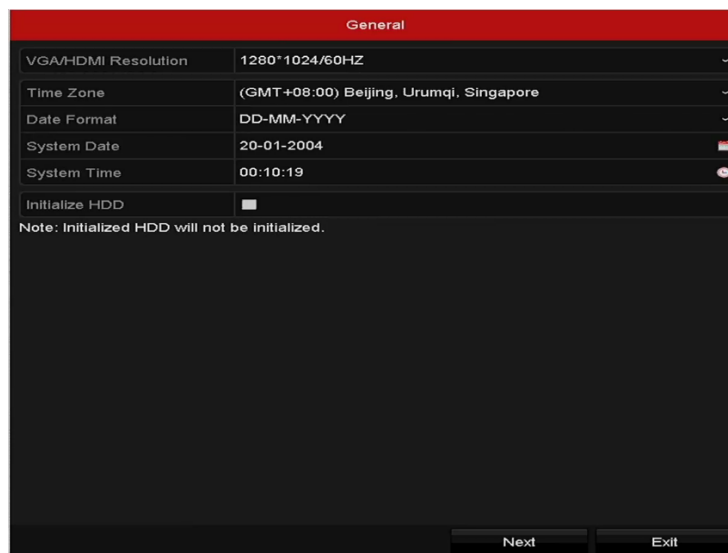 General
VGA/HDMI Resolution 1280*1024/60HZ
Time Zone (GMT+08:00) Beijing, Urumqi, Singapore
Date Format DD-MM-YYYY
System Date 20-01-2004
System Time 00:10:19
Initialize HDD
Note: Initialized HDD will not be initialized.
Next Exit